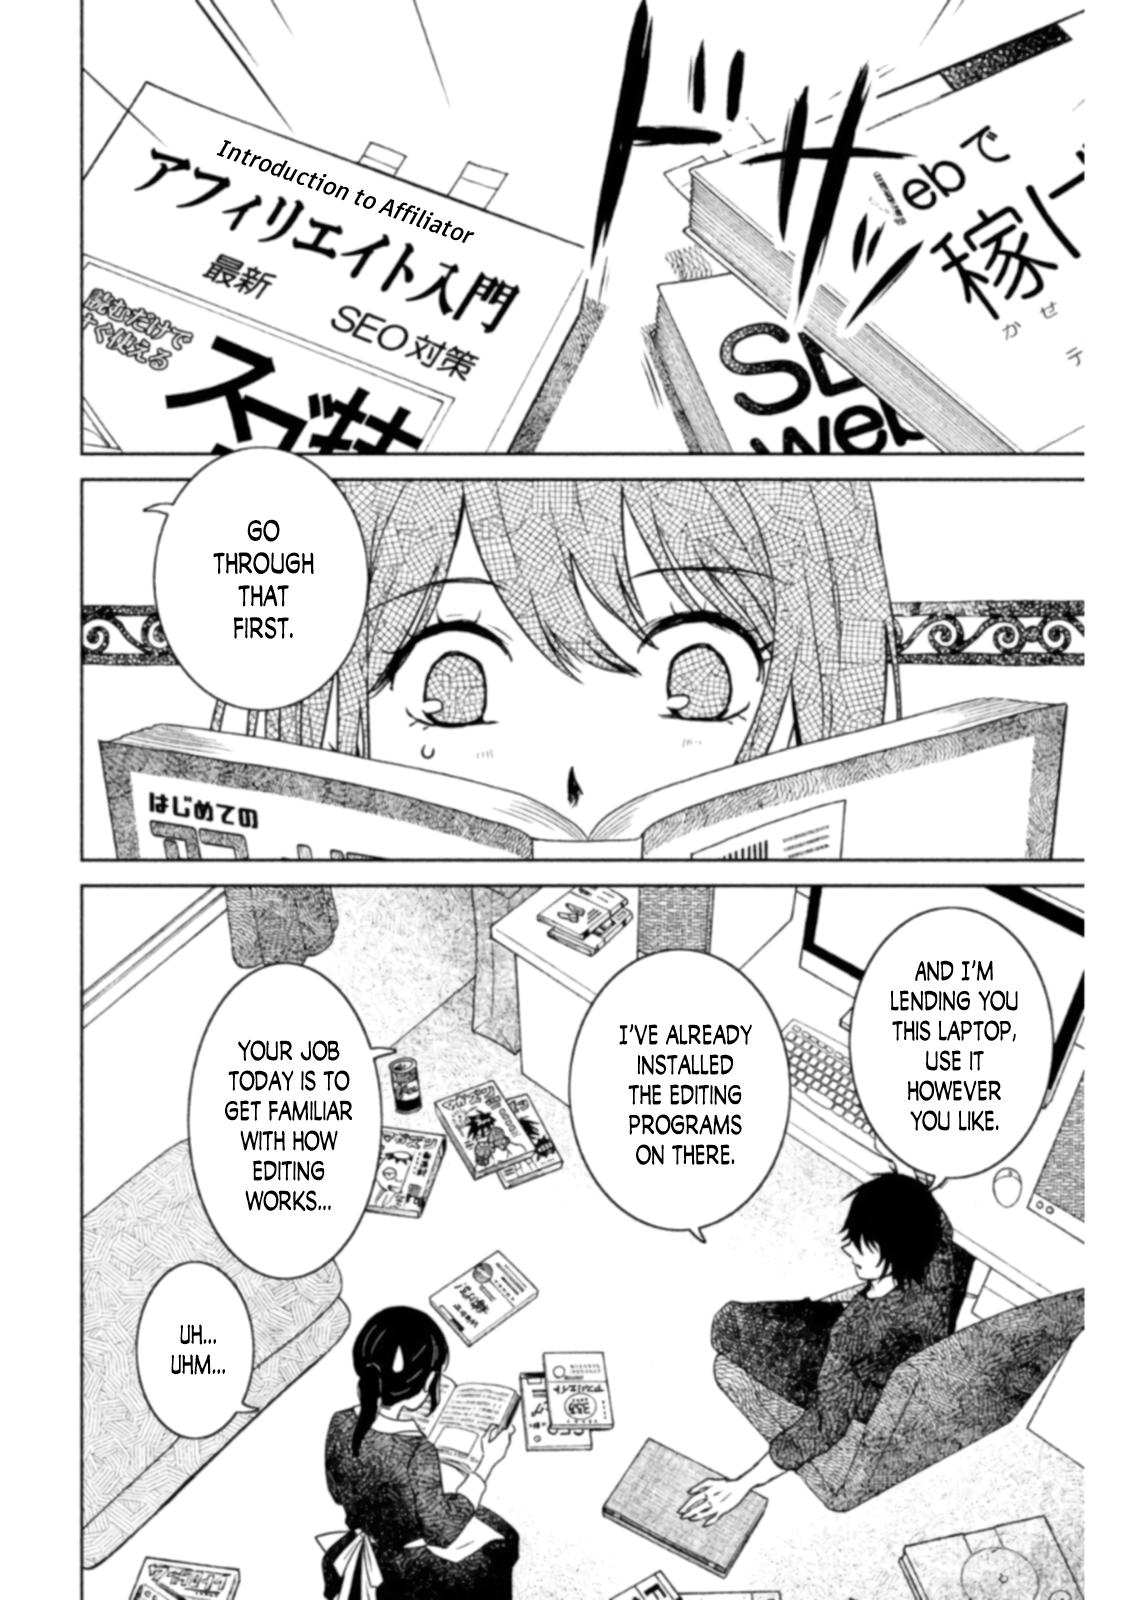 Introduction to Affiliator
アフィリエイト入門
最新
SEO対策
読むだけで
すぐ使える
ドサッ
ebで
稼
かせ
テ
web
GO
THROUGH
THAT
FIRST.
はじめての
AND I'M
LENDING YOU
THIS LAPTOP,
USE IT
HOWEVER
YOU LIKE.
I'VE ALREADY
INSTALLED
THE EDITING
PROGRAMS
ON THERE.
YOUR JOB
TODAY IS TO
GET FAMILIAR
WITH HOW
EDITING
WORKS...
UH...
UHM...